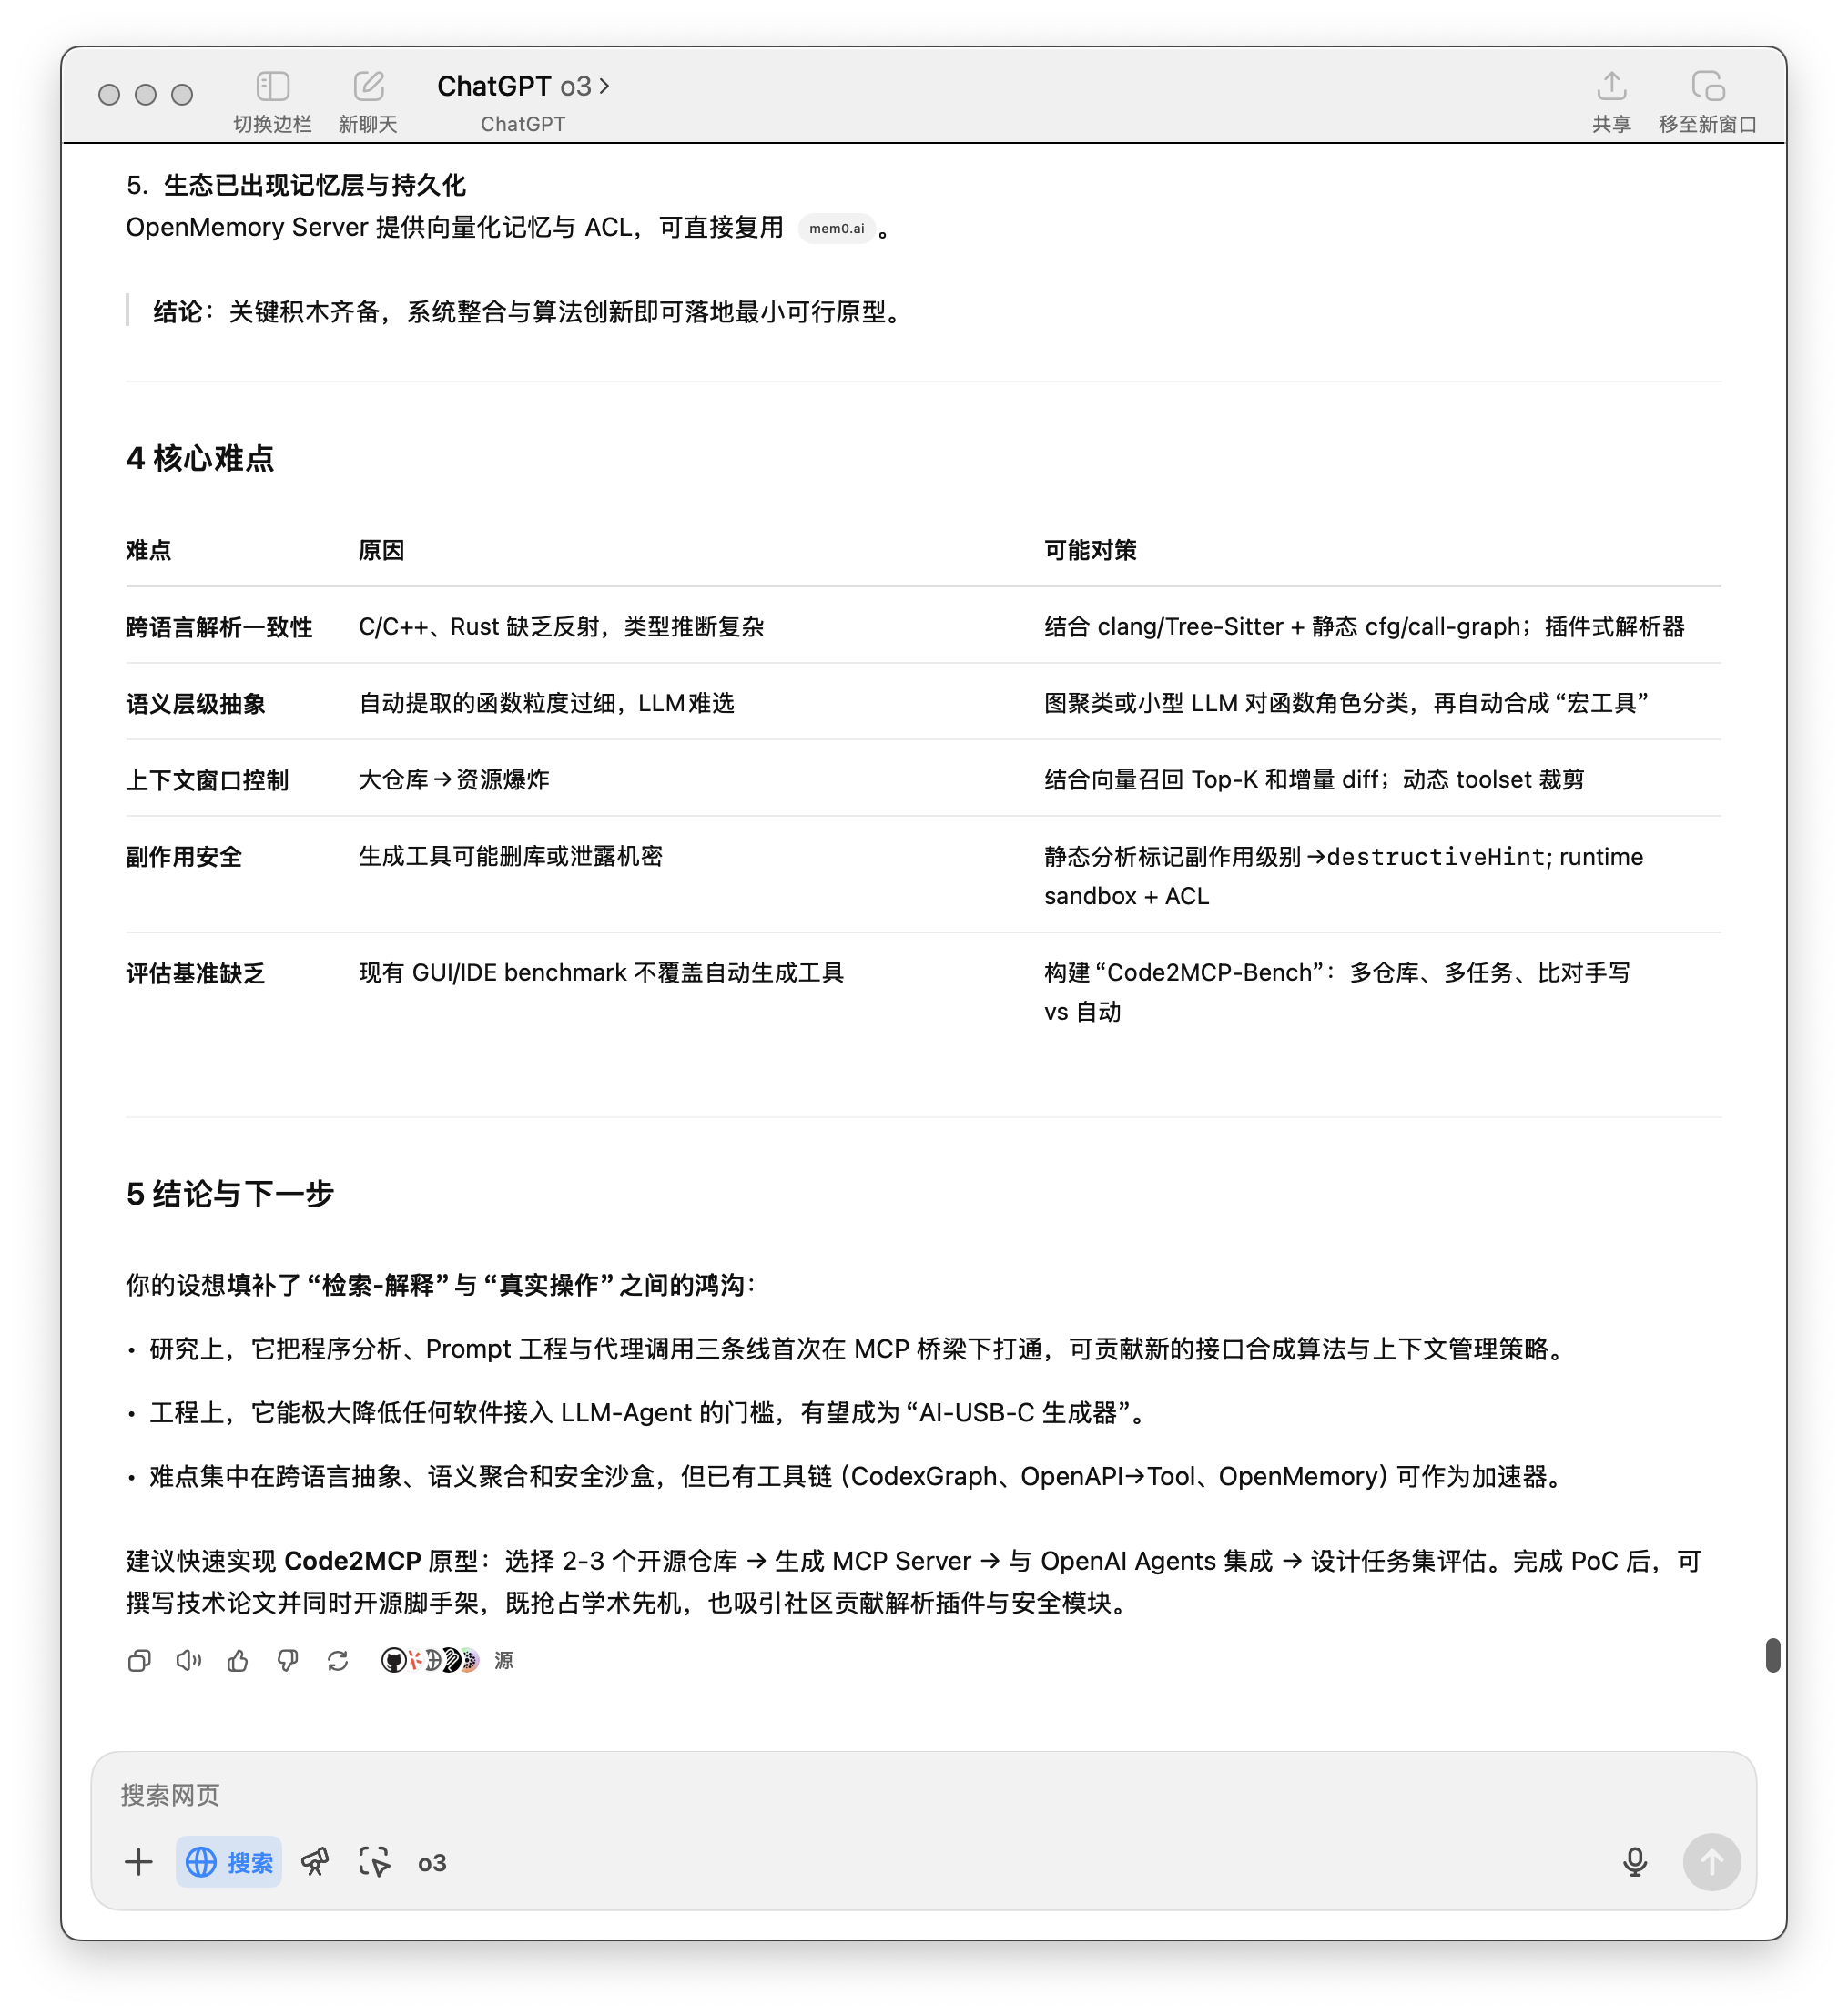 ChatGPT o3
切换边栏 新聊天 ChatGPT 共享 移至新窗口
5. 生态已出现记忆层与持久化
OpenMemory Server 提供向量化记忆与 ACL，可直接复用 mem0.ai 。
结论：关键积木齐备，系统整合与算法创新即可落地最小可行原型。
4 核心难点
难点 原因 可能对策
跨语言解析一致性 C/C++、Rust 缺乏反射，类型推断复杂 结合 clang/Tree-Sitter + 静态 cfg/call-graph；插件式解析器
语义层级抽象 自动提取的函数粒度过细，LLM难选 图聚类或小型 LLM 对函数角色分类，再自动合成“宏工具”
上下文窗口控制 大仓库→资源爆炸 结合向量召回 Top-K 和增量 diff；动态 toolset 裁剪
副作用安全 生成工具可能删库或泄露机密 静态分析标记副作用级别→destructiveHint; runtime
sandbox + ACL
评估基准缺乏 现有 GUI/IDE benchmark 不覆盖自动生成工具 构建“Code2MCP-Bench”：多仓库、多任务、比对手写
vs 自动
5 结论与下一步
你的设想填补了“检索-解释”与“真实操作”之间的鸿沟：
• 研究上，它把程序分析、Prompt 工程与代理调用三条线首次在 MCP 桥梁下打通，可贡献新的接口合成算法与上下文管理策略。
• 工程上，它能极大降低任何软件接入 LLM-Agent 的门槛，有望成为“AI-USB-C 生成器”。
• 难点集中在跨语言抽象、语义聚合和安全沙盒，但已有工具链（CodexGraph、OpenAPI→Tool、OpenMemory）可作为加速器。
建议快速实现 Code2MCP 原型：选择 2-3 个开源仓库 → 生成 MCP Server → 与 OpenAI Agents 集成 → 设计任务集评估。完成 PoC 后，可
撰写技术论文并同时开源脚手架，既抢占学术先机，也吸引社区贡献解析插件与安全模块。
源
搜索网页
搜索 o3